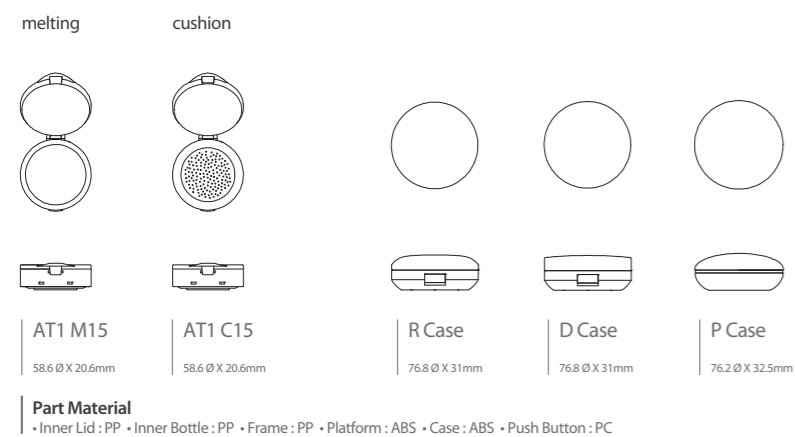 melting cushion
AT1 M15 AT1 C15 R Case D Case P Case
58.6 Ø X 20.6mm 58.6 Ø X 20.6mm 76.8 Ø X 31mm 76.8 Ø X 31mm 76.2 Ø X 32.5mm
Part Material
• Inner Lid : PP • Inner Bottle : PP • Frame : PP • Platform : ABS • Case : ABS • Push Button : PC